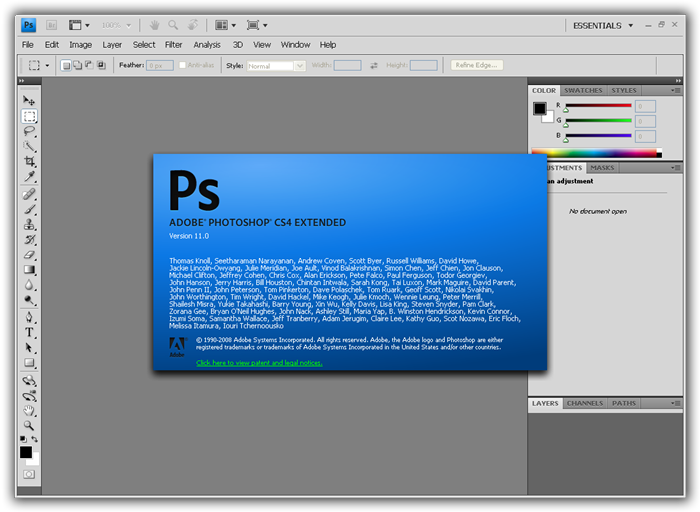 Ps Br 100% ESSENTIALS
File Edit Image Layer Select Filter Analysis 3D View Window Help
Feather: 0 px Anti-alias Style: Normal Width: Height: Refine Edge...
COLOR SWATCHES STYLES
R 0
G 0
B 0
JUSTMENTS MASKS
an adjustment
No document open
Ps
ADOBE® PHOTOSHOP® CS4 EXTENDED
Version 11.0
Thomas Knoll, Seetharaman Narayanan, Andrew Coven, Scott Byer, Russell Williams, David Howe,
Jackie Lincoln-Owyang, Julie Meridian, Joe Ault, Vinod Balakrishnan, Simon Chen, Jeff Chien, Jon Clauson,
Michael Clifton, Jeffrey Cohen, Chris Cox, Alan Erickson, Pete Falco, Paul Ferguson, Todor Georgiev,
John Hanson, Jerry Harris, Bill Houston, Chintan Intwala, Sarah Kong, Tai Luxon, Mark Maguire, David Parent,
John Penn II, John Peterson, Tom Pinkerton, Dave Polaschek, Tom Ruark, Geoff Scott, Nikolai Svakhin,
John Worthington, Tim Wright, David Hackel, Mike Keogh, Julie Kmoch, Wennie Leung, Peter Merrill,
Shailesh Misra, Yukie Takahashi, Barry Young, Xin Wu, Kelly Davis, Lisa King, Steven Snyder, Pam Clark,
Zorana Gee, Bryan O'Neil Hughes, John Nack, Ashley Still, Maria Yap, B. Winston Hendrickson, Kevin Connor,
Izumi Soma, Samantha Wallace, Jeff Tranberry, Adam Jerugim, Claire Lee, Kathy Guo, Scot Nozawa, Eric Floch,
Melissa Itamura, Iouri Tchernoousko
© 1990-2008 Adobe Systems Incorporated. All rights reserved. Adobe, the Adobe logo and Photoshop are either
registered trademarks or trademarks of Adobe Systems Incorporated in the United States and/or other countries.
Adobe
Click here to view patent and legal notices.
T
LAYERS CHANNELS PATHS